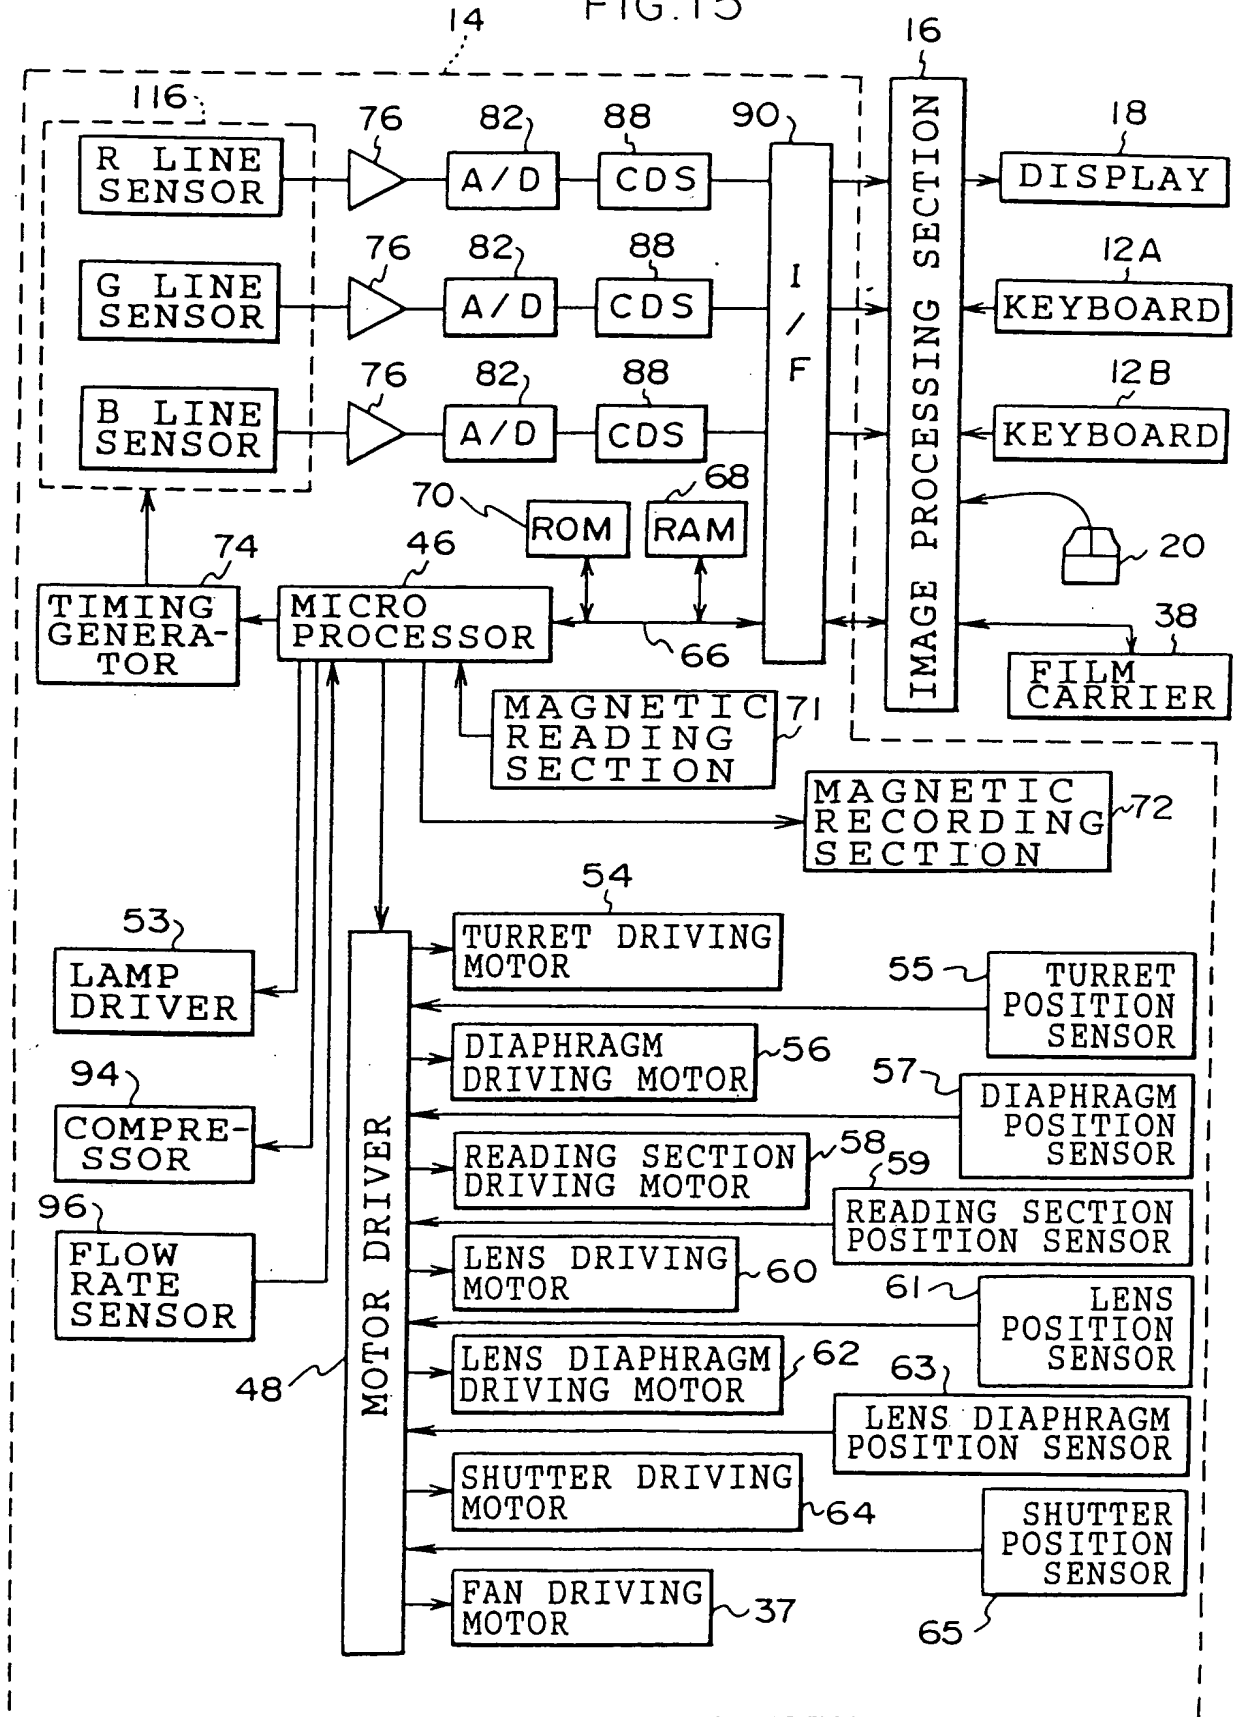 FIG.15
14
16
116
76
82
88
90
18
R LINE
SENSOR
A/D
CDS
DISPLAY
76
82
88
12A
G LINE
SENSOR
A/D
CDS
I/F
KEYBOARD
76
82
88
12B
B LINE
SENSOR
A/D
CDS
KEYBOARD
IMAGE PROCESSING SECTION
70
ROM
68
RAM
20
74
46
TIMING
GENERA-
TOR
MICRO
PROCESSOR
66
38
FILM
CARRIER
MAGNETIC
READING
SECTION
71
MAGNETIC
RECORDING
SECTION
72
53
LAMP
DRIVER
94
COMPRE-
SSOR
96
FLOW
RATE
SENSOR
48
MOTOR DRIVER
54
TURRET DRIVING
MOTOR
55
TURRET
POSITION
SENSOR
DIAPHRAGM
DRIVING MOTOR
56
57
DIAPHRAGM
POSITION
SENSOR
READING SECTION
DRIVING MOTOR
58
59
READING SECTION
POSITION SENSOR
LENS DRIVING
MOTOR
60
61
LENS
POSITION
SENSOR
LENS DIAPHRAGM
DRIVING MOTOR
62
63
LENS DIAPHRAGM
POSITION SENSOR
SHUTTER DRIVING
MOTOR
64
SHUTTER
POSITION
SENSOR
65
FAN DRIVING
MOTOR
37